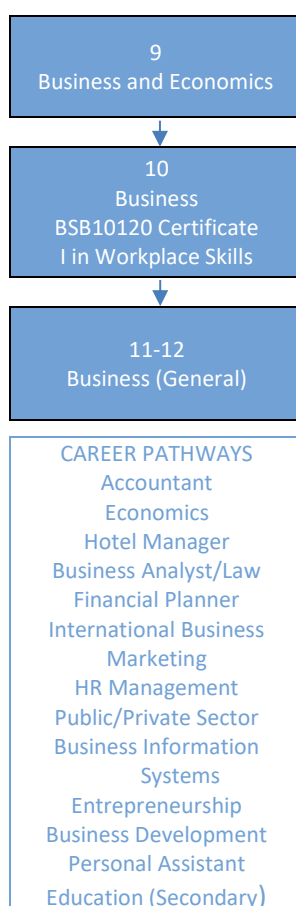 9
Business and Economics
10
Business
BSB10120 Certificate
I in Workplace Skills
11-12
Business (General)
CAREER PATHWAYS
Accountant
Economics
Hotel Manager
Business Analyst/Law
Financial Planner
International Business
Marketing
HR Management
Public/Private Sector
Business Information
Systems
Entrepreneurship
Business Development
Personal Assistant
Education (Secondary)